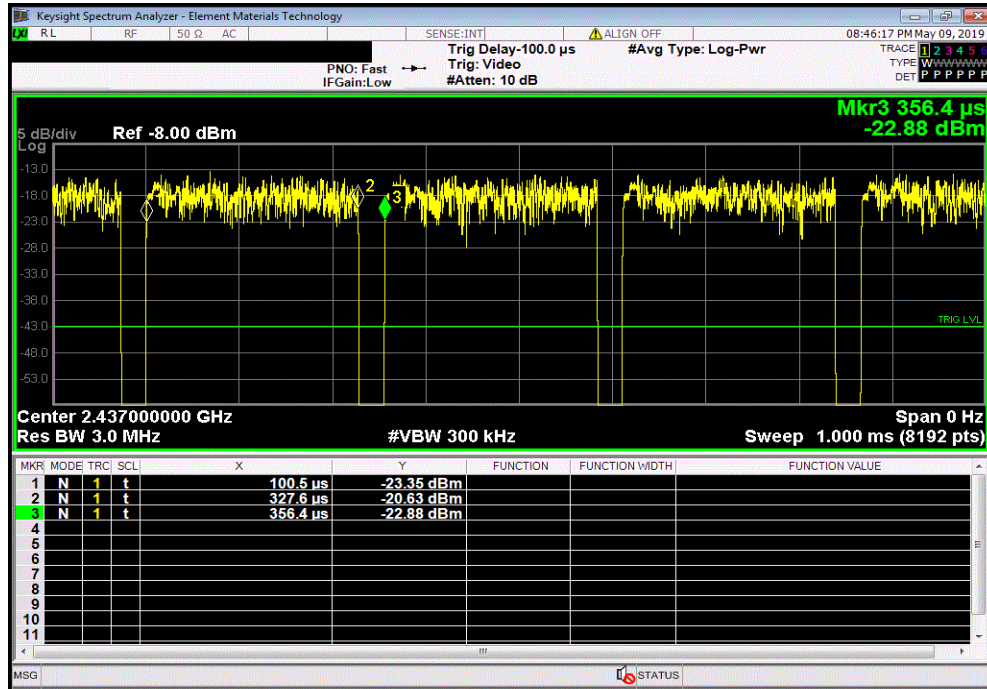 Keysight Spectrum Analyzer - Element Materials Technology
LXI RL RF 50 Ω AC SENSE:INT ALIGN OFF 08:46:17 PM May 09, 2019
Trig Delay-100.0 µs #Avg Type: Log-Pwr TRACE 1 2 3 4 5 6
PNO: Fast Trig: Video TYPE WWWWWW
IFGain:Low #Atten: 10 dB DET P P P P P P
Mkr3 356.4 µs
5 dB/div Ref -8.00 dBm -22.88 dBm
Log
-13.0
-18.0
-23.0
-28.0
-33.0
-38.0
-43.0
-48.0
-53.0
2
3
TRIG LVL
Center 2.437000000 GHz Span 0 Hz
Res BW 3.0 MHz #VBW 300 kHz Sweep 1.000 ms (8192 pts)
MKR MODE TRC SCL X Y FUNCTION FUNCTION WIDTH FUNCTION VALUE
1 N 1 t 100.5 µs -23.35 dBm
2 N 1 t 327.6 µs -20.63 dBm
3 N 1 t 356.4 µs -22.88 dBm
4
5
6
7
8
9
10
11
MSG STATUS